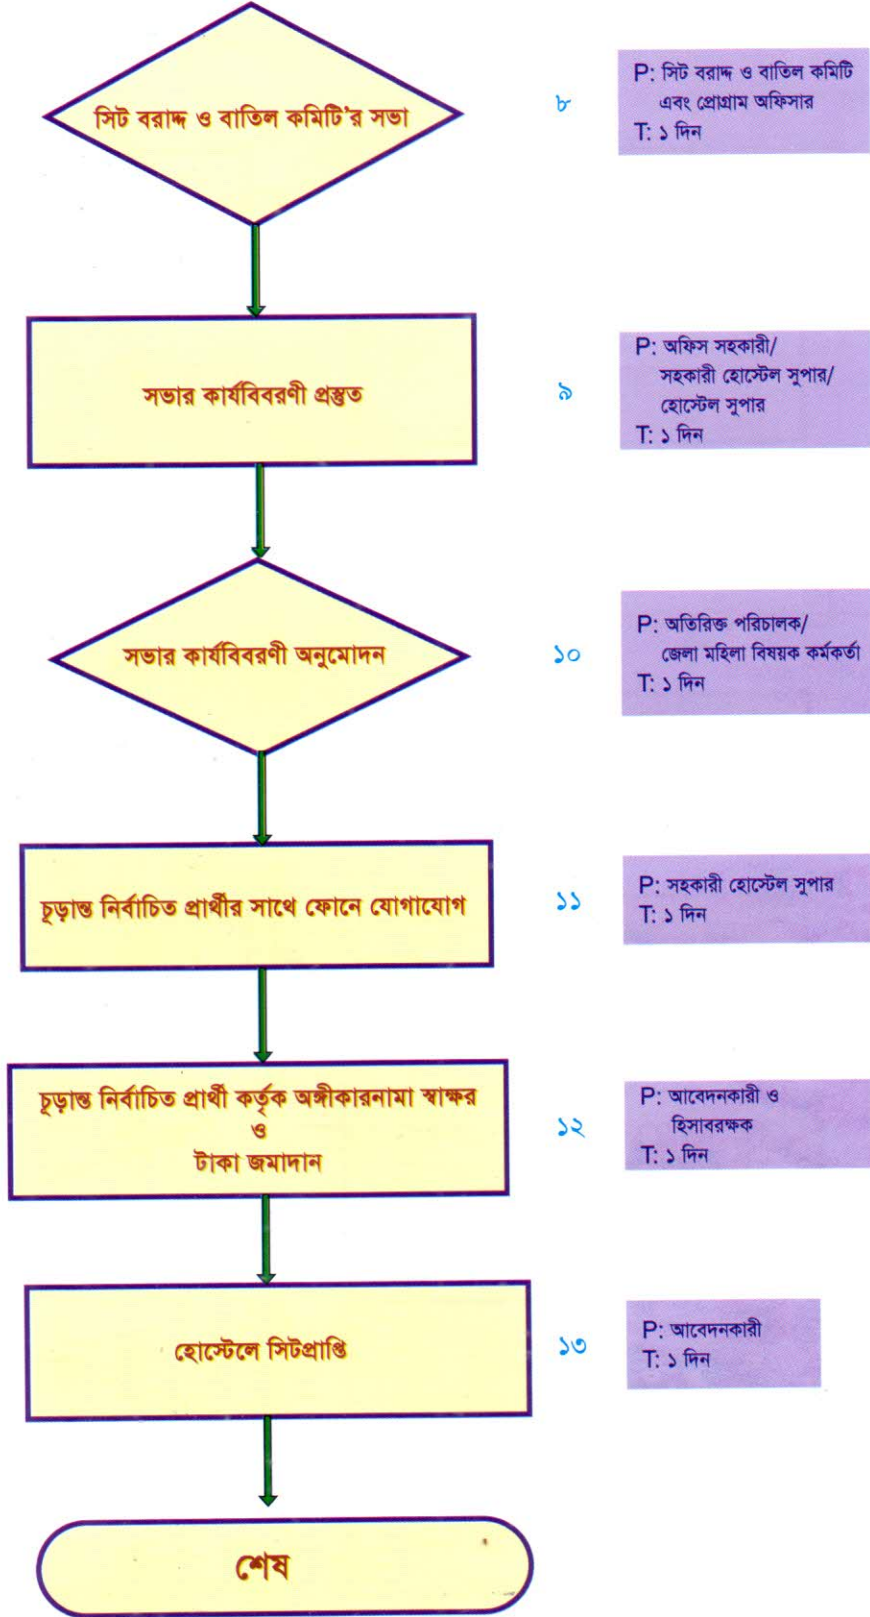 সিট বরাদ্দ ও বাতিল কমিটি'র সভা
৮
P: সিট বরাদ্দ ও বাতিল কমিটি
এবং প্রোগ্রাম অফিসার
T: ১ দিন
সভার কার্যবিবরণী প্রস্তুত
৯
P: অফিস সহকারী/
সহকারী হোস্টেল সুপার/
হোস্টেল সুপার
T: ১ দিন
সভার কার্যবিবরণী অনুমোদন
১০
P: অতিরিক্ত পরিচালক/
জেলা মহিলা বিষয়ক কর্মকর্তা
T: ১ দিন
চূড়ান্ত নির্বাচিত প্রার্থীর সাথে ফোনে যোগাযোগ
১১
P: সহকারী হোস্টেল সুপার
T: ১ দিন
চূড়ান্ত নির্বাচিত প্রার্থী কর্তৃক অঙ্গীকারনামা স্বাক্ষর
ও
টাকা জমাদান
১২
P: আবেদনকারী ও
হিসাবরক্ষক
T: ১ দিন
হোস্টেলে সিটপ্রাপ্তি
১৩
P: আবেদনকারী
T: ১ দিন
শেষ